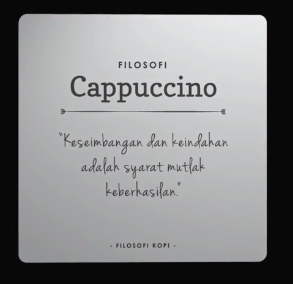 FILOSOFI
Cappuccino
"Keseimbangan dan keindahan
adalah syarat mutlak
keberhasilan."
- FILOSOFI KOPI -